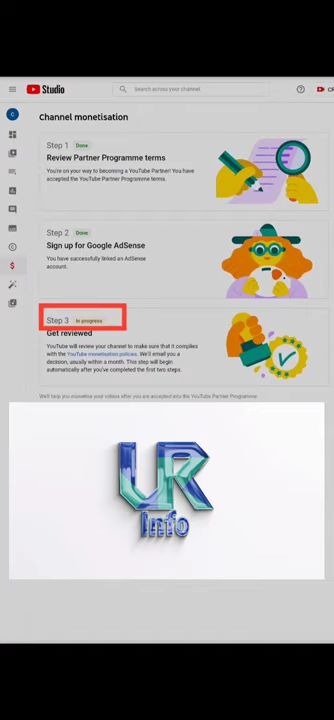 Studio
Search across your channel
CR
C
Channel monetisation
Step 1 Done
Review Partner Programme terms
You're on your way to becoming a YouTube Partner! You have
accepted the YouTube Partner Programme terms.
Step 2 Done
Sign up for Google AdSense
You have successfully linked an AdSense
account.
Step 3 In progress
Get reviewed
YouTube will review your channel to make sure that it complies
with the YouTube monetisation policies. We'll email you a
decision, usually within a month. This step will begin
automatically after you've completed the first two steps.
We'll help you monetise your videos after you are accepted into the YouTube Partner Programme
UR
Info